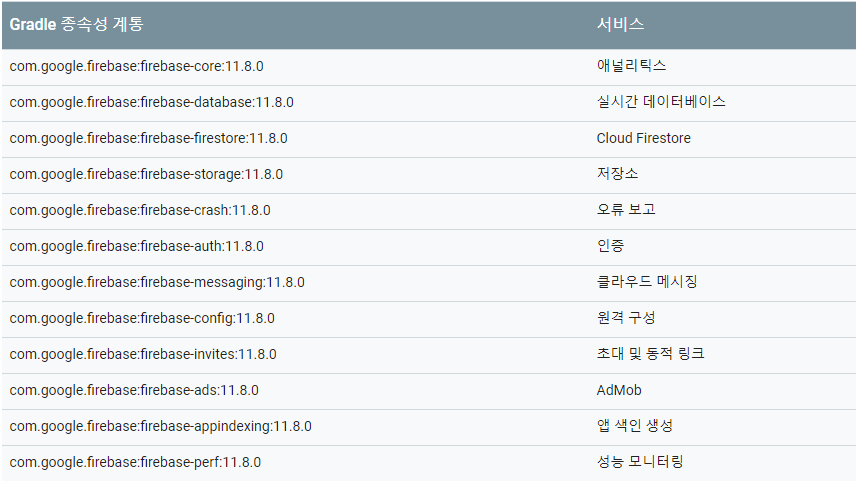 Gradle 종속성 계통 서비스
com.google.firebase:firebase-core:11.8.0 애널리틱스
com.google.firebase:firebase-database:11.8.0 실시간 데이터베이스
com.google.firebase:firebase-firestore:11.8.0 Cloud Firestore
com.google.firebase:firebase-storage:11.8.0 저장소
com.google.firebase:firebase-crash:11.8.0 오류 보고
com.google.firebase:firebase-auth:11.8.0 인증
com.google.firebase:firebase-messaging:11.8.0 클라우드 메시징
com.google.firebase:firebase-config:11.8.0 원격 구성
com.google.firebase:firebase-invites:11.8.0 초대 및 동적 링크
com.google.firebase:firebase-ads:11.8.0 AdMob
com.google.firebase:firebase-appindexing:11.8.0 앱 색인 생성
com.google.firebase:firebase-perf:11.8.0 성능 모니터링